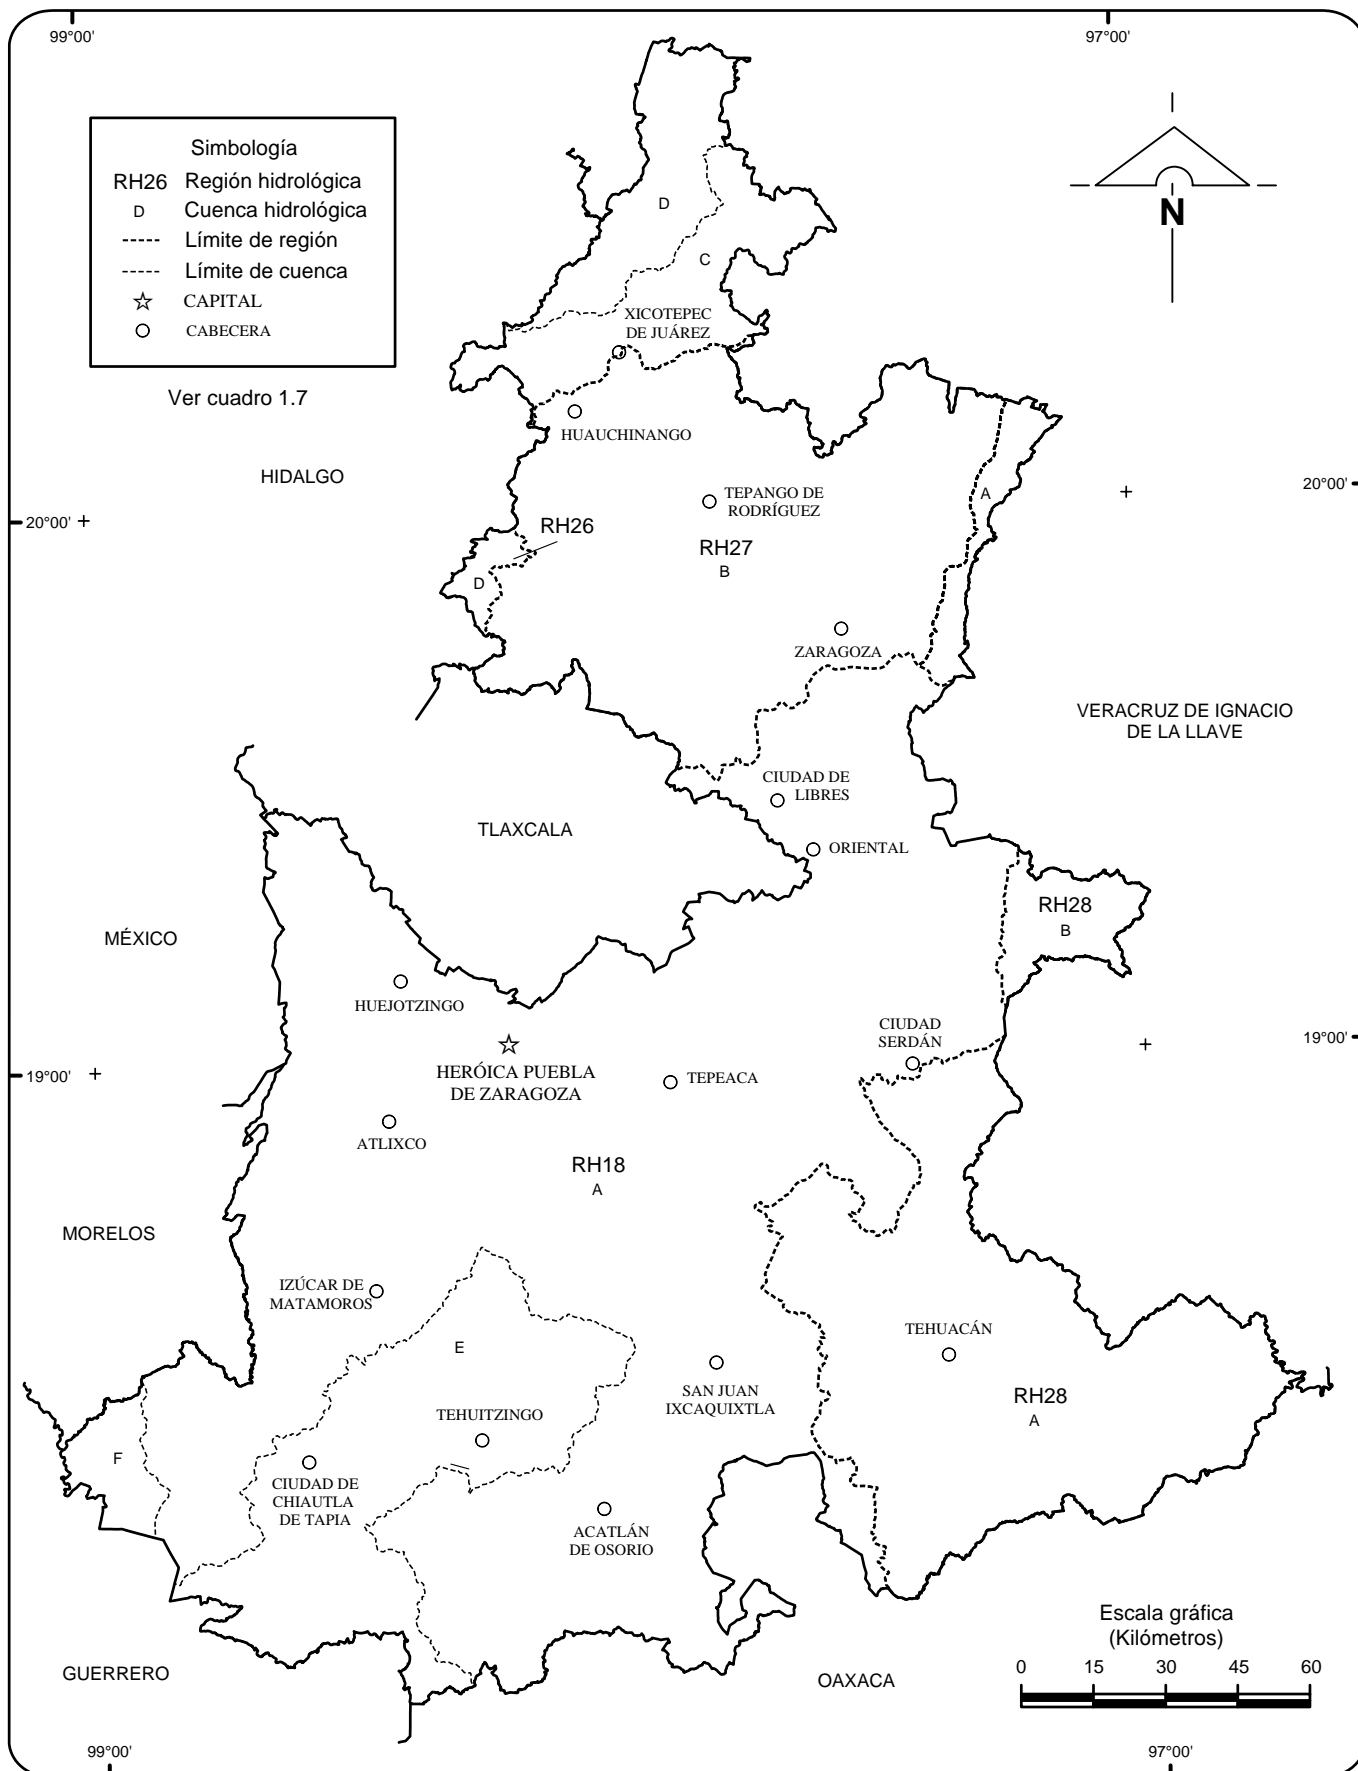 99°00'
97°00'
Simbología
RH26 Región hidrológica
D Cuenca hidrológica
Límite de región
Límite de cuenca
CAPITAL
CABECERA
Ver cuadro 1.7
N
D
C
XICOTEPEC
DE JUÁREZ
HUAUCHINANGO
HIDALGO
20°00'
20°00'
TEPANGO DE
RODRÍGUEZ
A
RH26
RH27
B
D
ZARAGOZA
VERACRUZ DE IGNACIO
DE LA LLAVE
CIUDAD DE
LIBRES
TLAXCALA
ORIENTAL
RH28
B
MÉXICO
HUEJOTZINGO
CIUDAD
SERDÁN
19°00'
19°00'
HERÓICA PUEBLA
DE ZARAGOZA
TEPEACA
ATLIXCO
RH18
A
MORELOS
IZÚCAR DE
MATAMOROS
E
TEHUACÁN
SAN JUAN
IXCAQUIXTLA
RH28
A
TEHUITZINGO
F
CIUDAD DE
CHIAUTLA
DE TAPIA
ACATLÁN
DE OSORIO
Escala gráfica
(Kilómetros)
0 15 30 45 60
GUERRERO
OAXACA
99°00'
97°00'